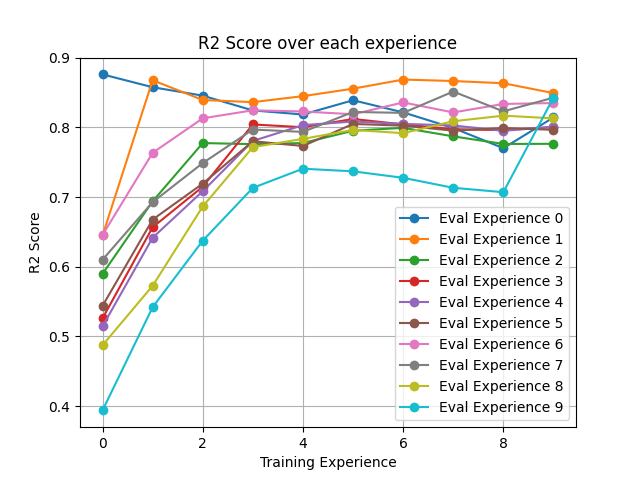 R2 Score over each experience
R2 Score
0.9
0.8
0.7
0.6
0.5
0.4
0 2 4 6 8
Training Experience
Eval Experience 0
Eval Experience 1
Eval Experience 2
Eval Experience 3
Eval Experience 4
Eval Experience 5
Eval Experience 6
Eval Experience 7
Eval Experience 8
Eval Experience 9